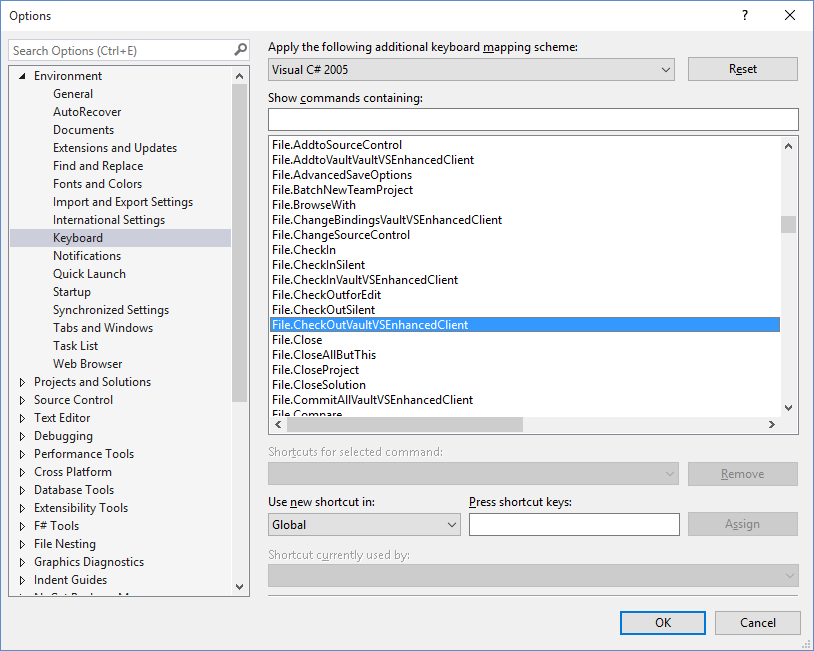 Options
?
Search Options (Ctrl+E)
Environment
General
AutoRecover
Documents
Extensions and Updates
Find and Replace
Fonts and Colors
Import and Export Settings
International Settings
Keyboard
Notifications
Quick Launch
Startup
Synchronized Settings
Tabs and Windows
Task List
Web Browser
Projects and Solutions
Source Control
Text Editor
Debugging
Performance Tools
Cross Platform
Database Tools
Extensibility Tools
F# Tools
File Nesting
Graphics Diagnostics
Indent Guides
Apply the following additional keyboard mapping scheme:
Visual C# 2005
Reset
Show commands containing:
File.AddtoSourceControl
File.AddtoVaultVaultVSEnhancedClient
File.AdvancedSaveOptions
File.BatchNewTeamProject
File.BrowseWith
File.ChangeBindingsVaultVSEnhancedClient
File.ChangeSourceControl
File.CheckIn
File.CheckInSilent
File.CheckInVaultVSEnhancedClient
File.CheckOutforEdit
File.CheckOutSilent
File.CheckOutVaultVSEnhancedClient
File.Close
File.CloseAllButThis
File.CloseProject
File.CloseSolution
File.CommitAllVaultVSEnhancedClient
File.Compare
Shortcuts for selected command:
Remove
Use new shortcut in:
Press shortcut keys:
Global
Assign
Shortcut currently used by:
OK
Cancel